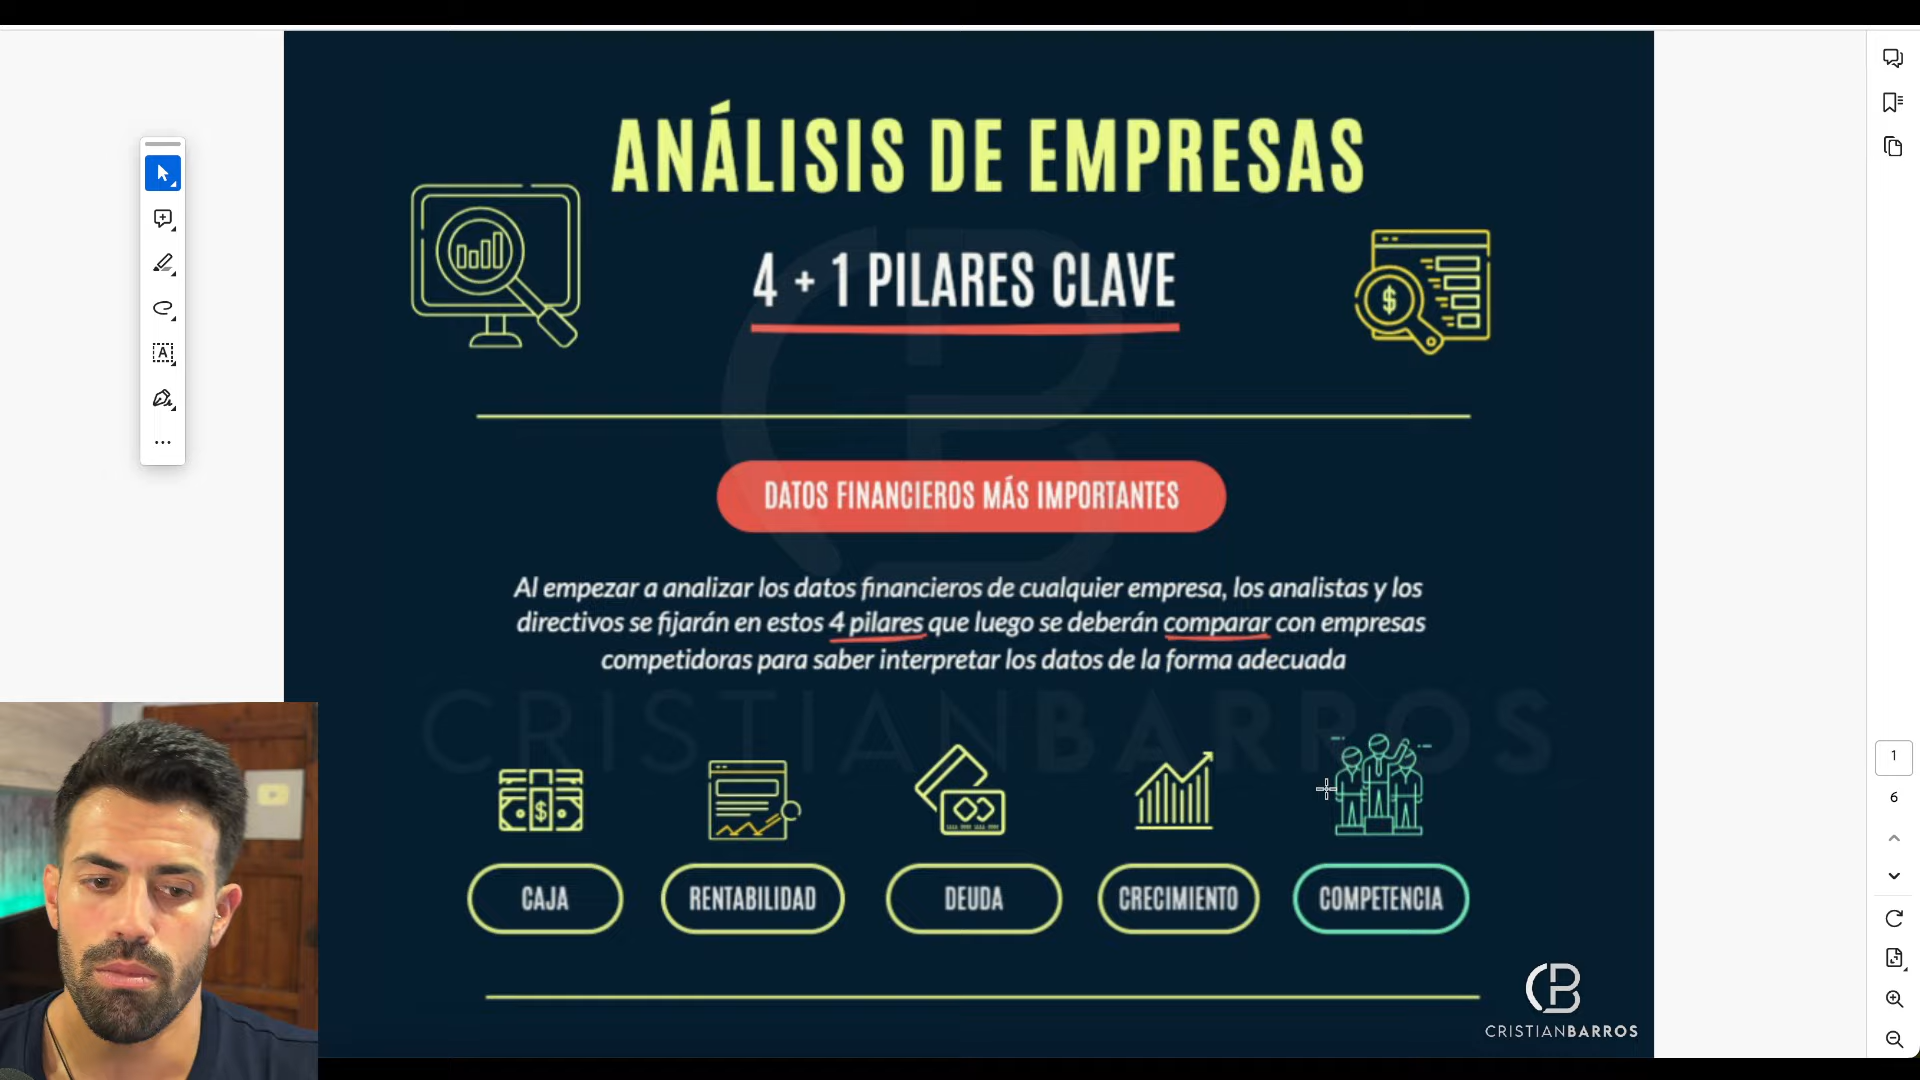 ANÁLISIS DE EMPRESAS
4 + 1 PILARES CLAVE
DATOS FINANCIEROS MÁS IMPORTANTES
Al empezar a analizar los datos financieros de cualquier empresa, los analistas y los
directivos se fijarán en estos 4 pilares que luego se deberán comparar con empresas
competidoras para saber interpretar los datos de la forma adecuada
CRISTIANBARROS
CAJA
RENTABILIDAD
DEUDA
CRECIMIENTO
COMPETENCIA
CRISTIANBARROS
1
6